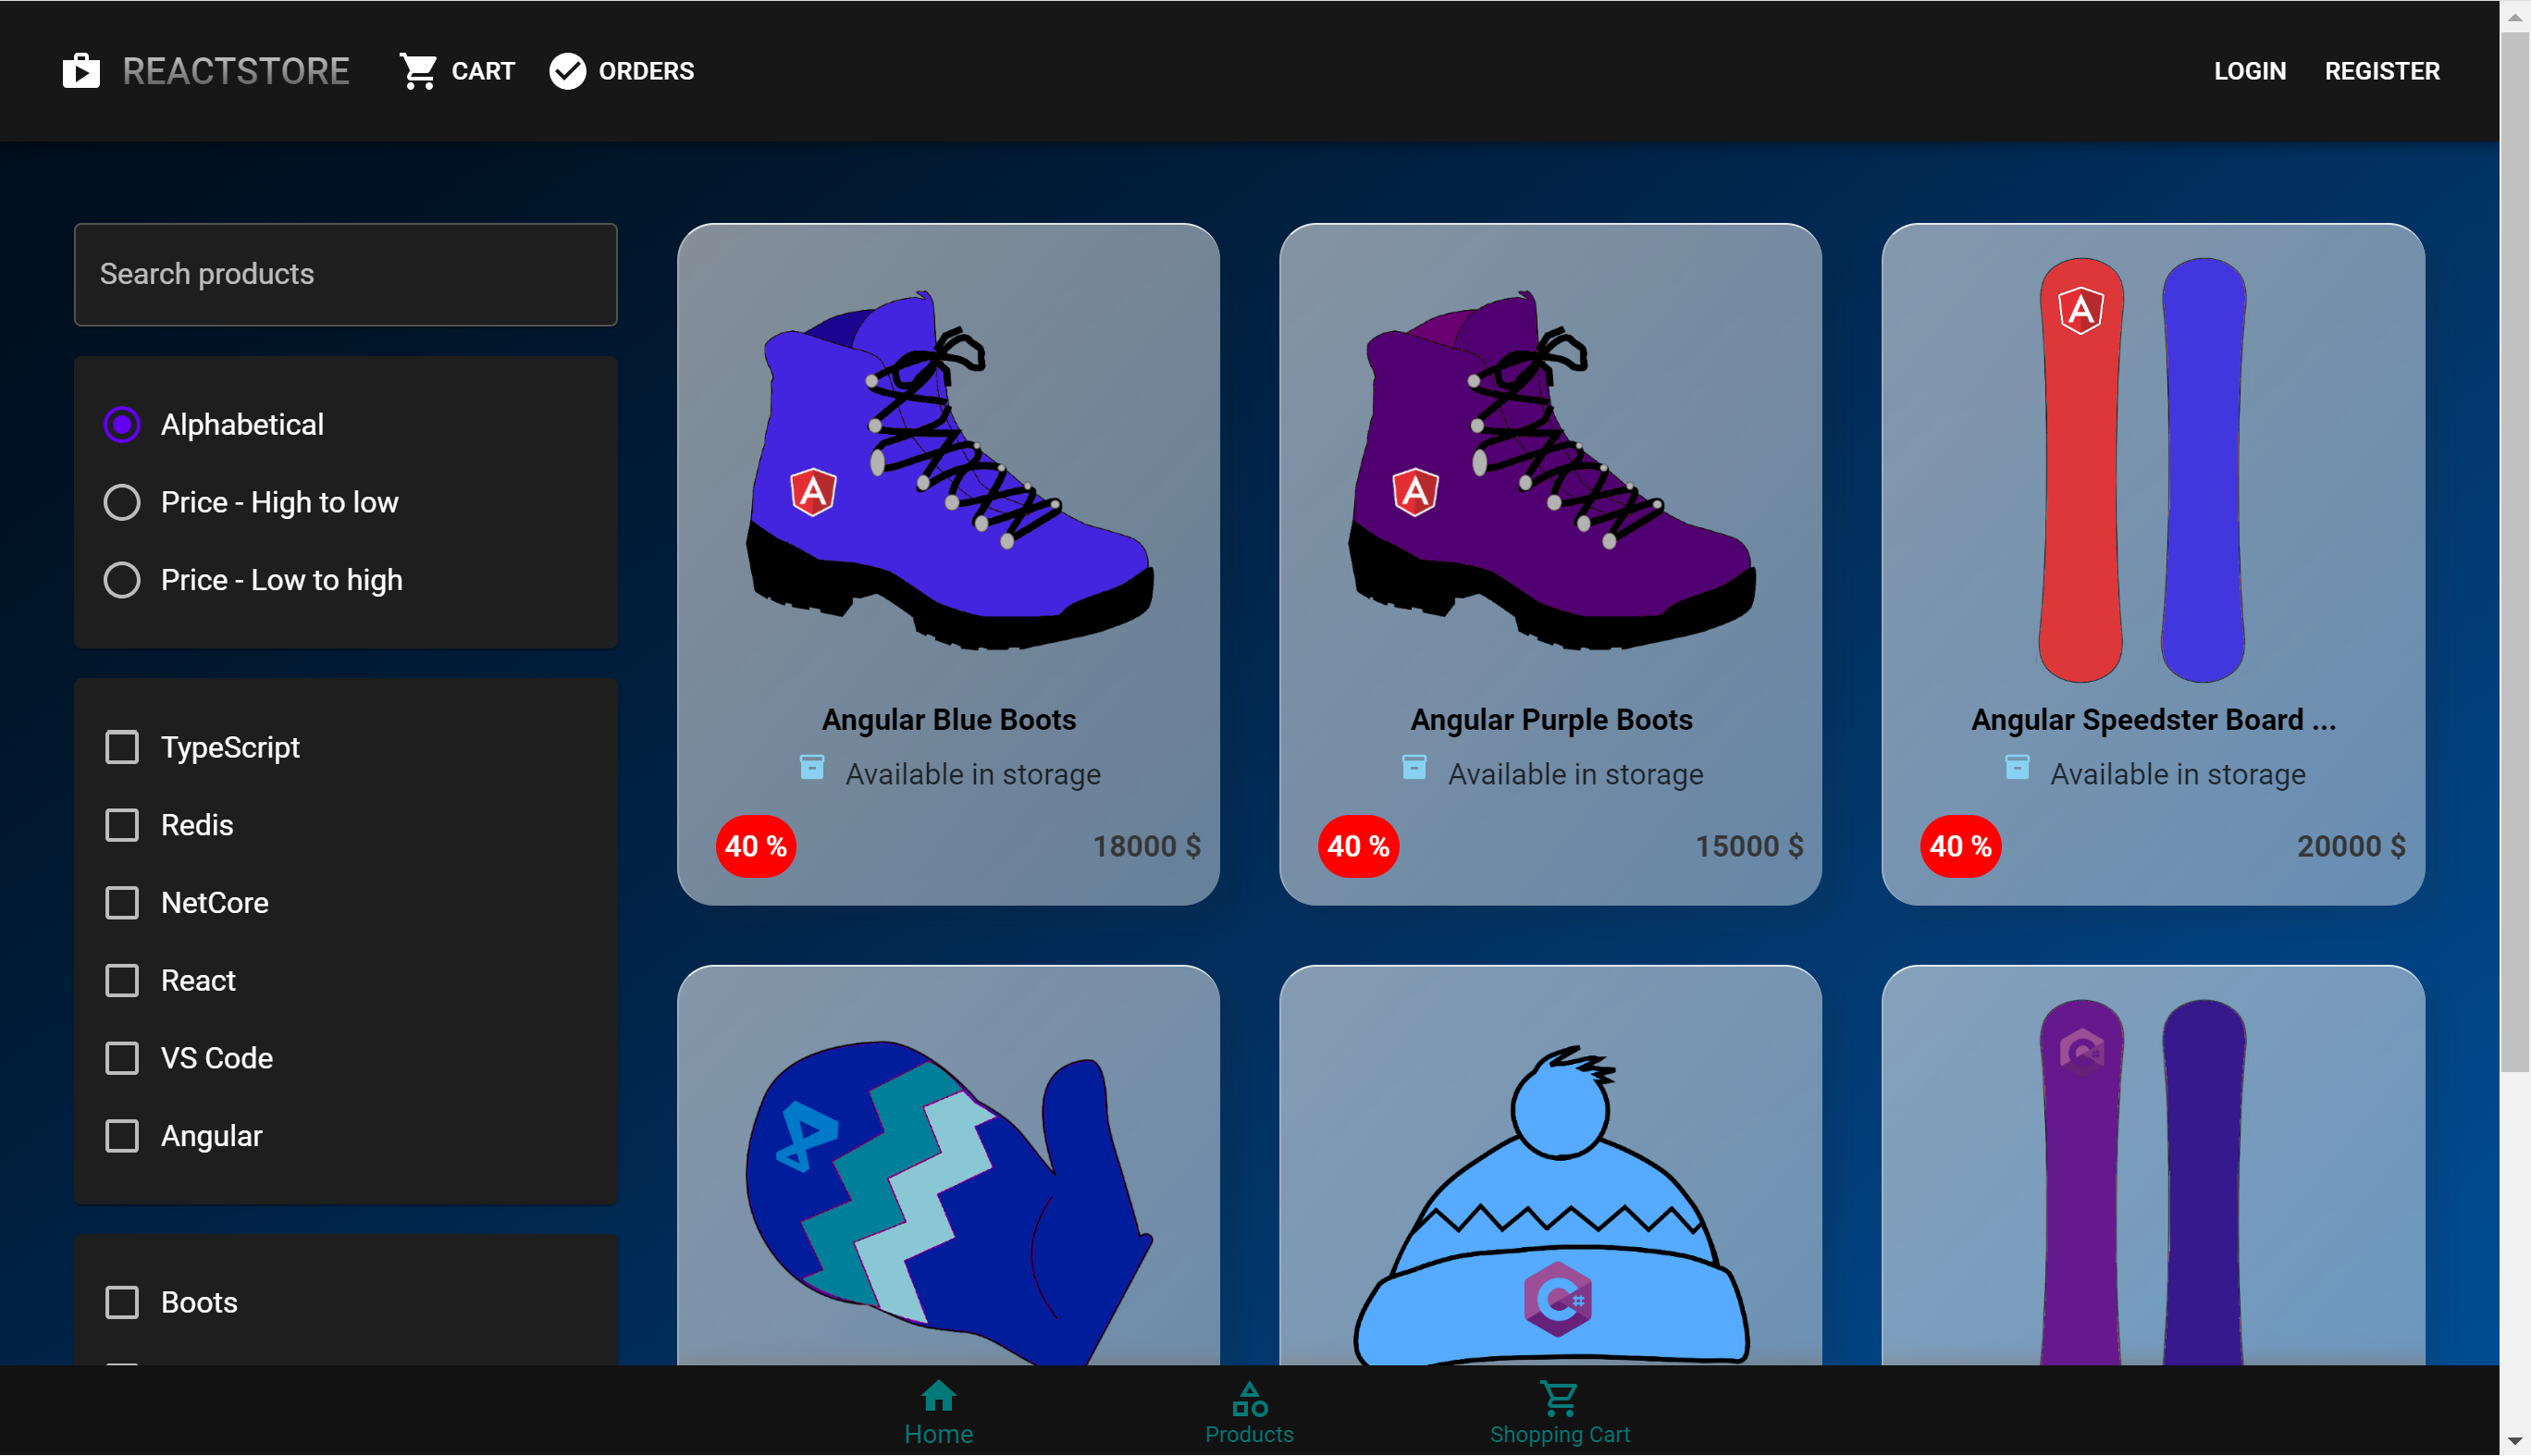 REACTSTORE CART ORDERS LOGIN REGISTER
Search products
Alphabetical
Price - High to low
Price - Low to high
TypeScript
Redis
NetCore
React
VS Code
Angular
Boots
A
Angular Blue Boots
Available in storage
40 % 18000 $
A
Angular Purple Boots
Available in storage
40 % 15000 $
A
Angular Speedster Board ...
Available in storage
40 % 20000 $
C#
C#
Home Products Shopping Cart